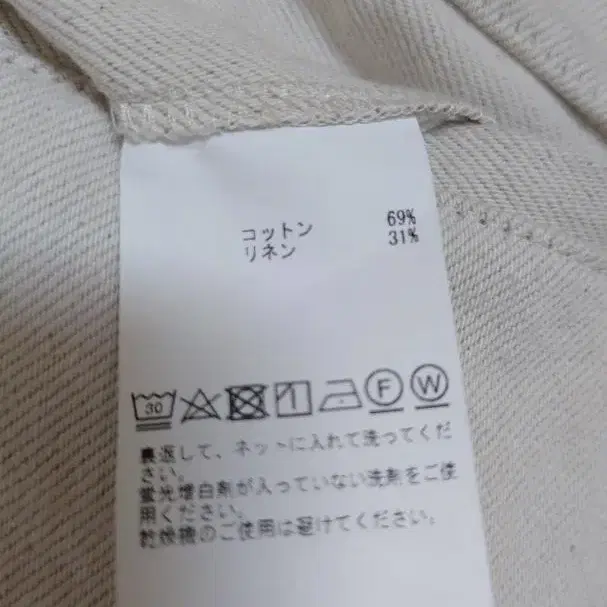 コットン 69%
リネン 31%
30 F W
裏返して、ネットに入れて洗ってくだ
さい。
蛍光増白剤が入っていない洗剤をご使
用ください。
乾燥機のご使用は避けてください。